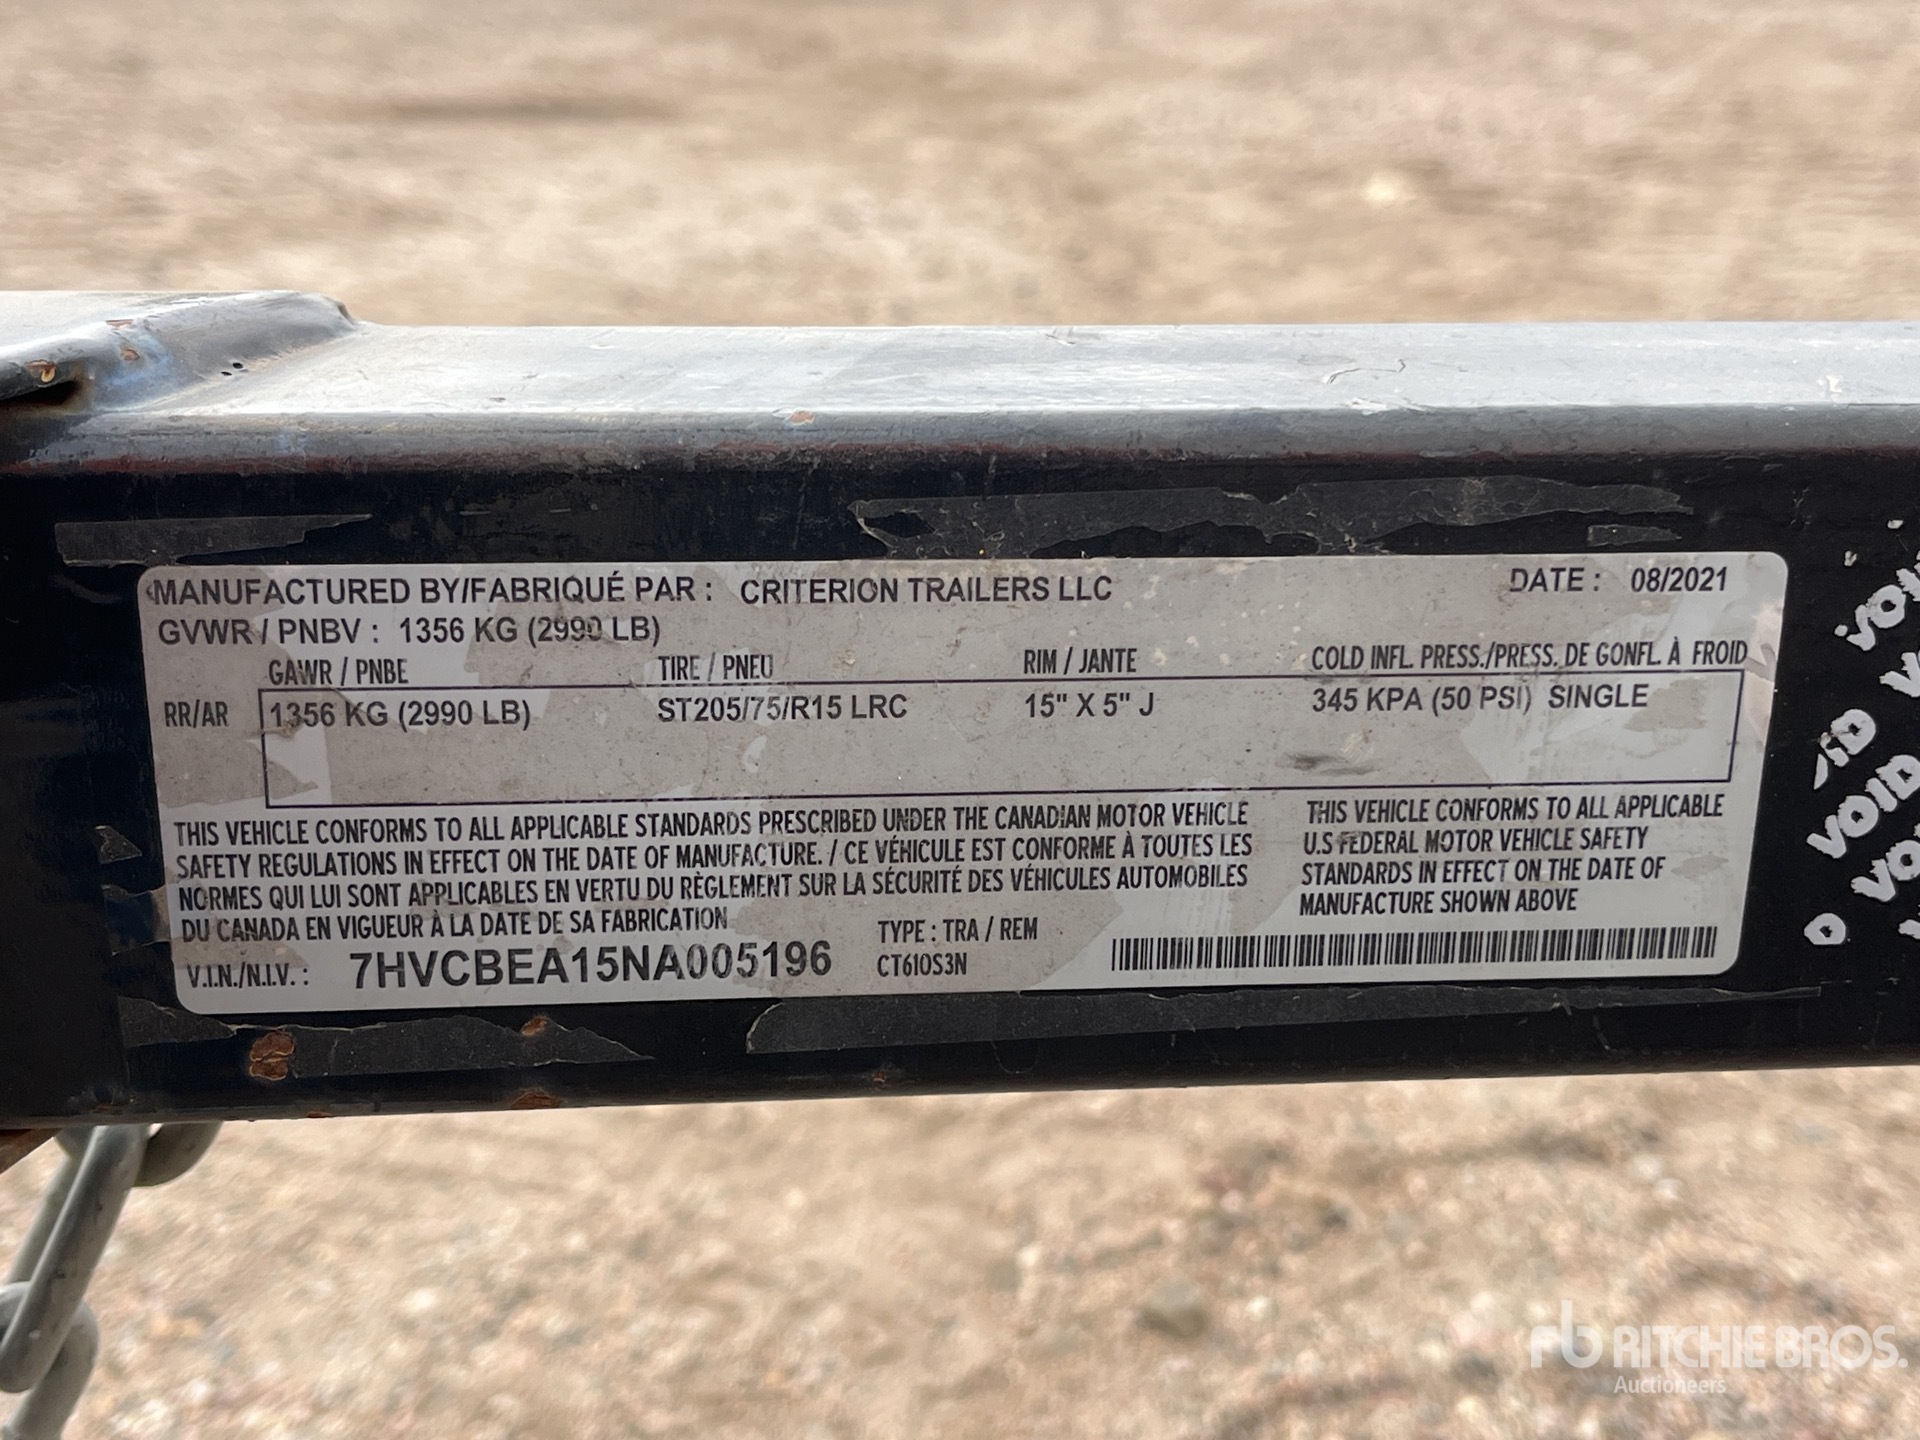 MANUFACTURED BY/FABRIQUÉ PAR : CRITERION TRAILERS LLC DATE : 08/2021
GVWR / PNBV : 1356 KG (2990 LB)
GAWR / PNBE TIRE / PNEU RIM / JANTE COLD INFL. PRESS./PRESS. DE GONFL. À FROID
RR/AR 1356 KG (2990 LB) ST205/75/R15 LRC 15" X 5" J 345 KPA (50 PSI) SINGLE
THIS VEHICLE CONFORMS TO ALL APPLICABLE STANDARDS PRESCRIBED UNDER THE CANADIAN MOTOR VEHICLE
SAFETY REGULATIONS IN EFFECT ON THE DATE OF MANUFACTURE. / CE VÉHICULE EST CONFORME À TOUTES LES
NORMES QUI LUI SONT APPLICABLES EN VERTU DU RÈGLEMENT SUR LA SÉCURITÉ DES VÉHICULES AUTOMOBILES
DU CANADA EN VIGUEUR À LA DATE DE SA FABRICATION
THIS VEHICLE CONFORMS TO ALL APPLICABLE
U.S FEDERAL MOTOR VEHICLE SAFETY
STANDARDS IN EFFECT ON THE DATE OF
MANUFACTURE SHOWN ABOVE
TYPE : TRA / REM
V.I.N./N.I.V. : 7HVCBEA15NA005196 CT610S3N
VOID
VOID
rb RITCHIE BROS.
Auctioneers